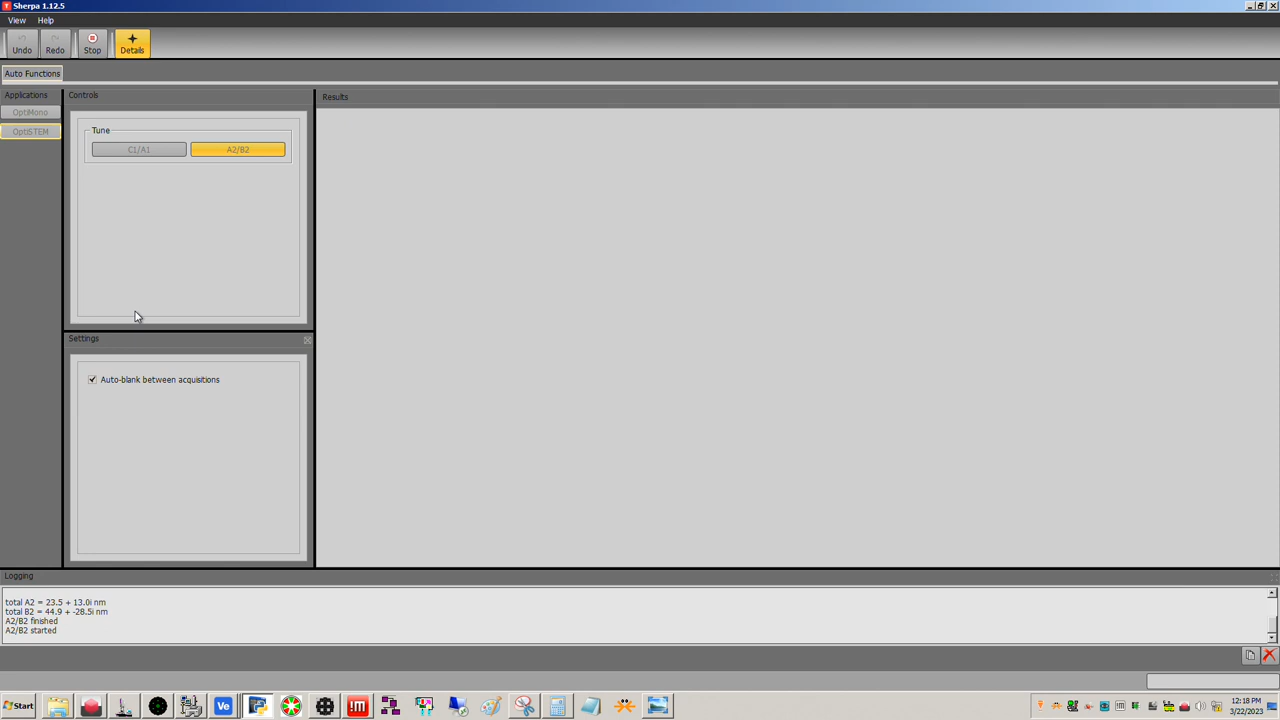 Sherpa 1.12.5
View Help
Undo Redo Stop Details
Auto Functions
Applications
OptiMono
OptiSTEM
Controls
Tune
C1/A1 A2/B2
Settings
Auto-blank between acquisitions
Results
Logging
total A2 = 23.5 + 13.0i nm
total B2 = 44.9 + -28.5i nm
A2/B2 finished
A2/B2 started
Start
Ve
!m
!m
12:18 PM
3/22/2023